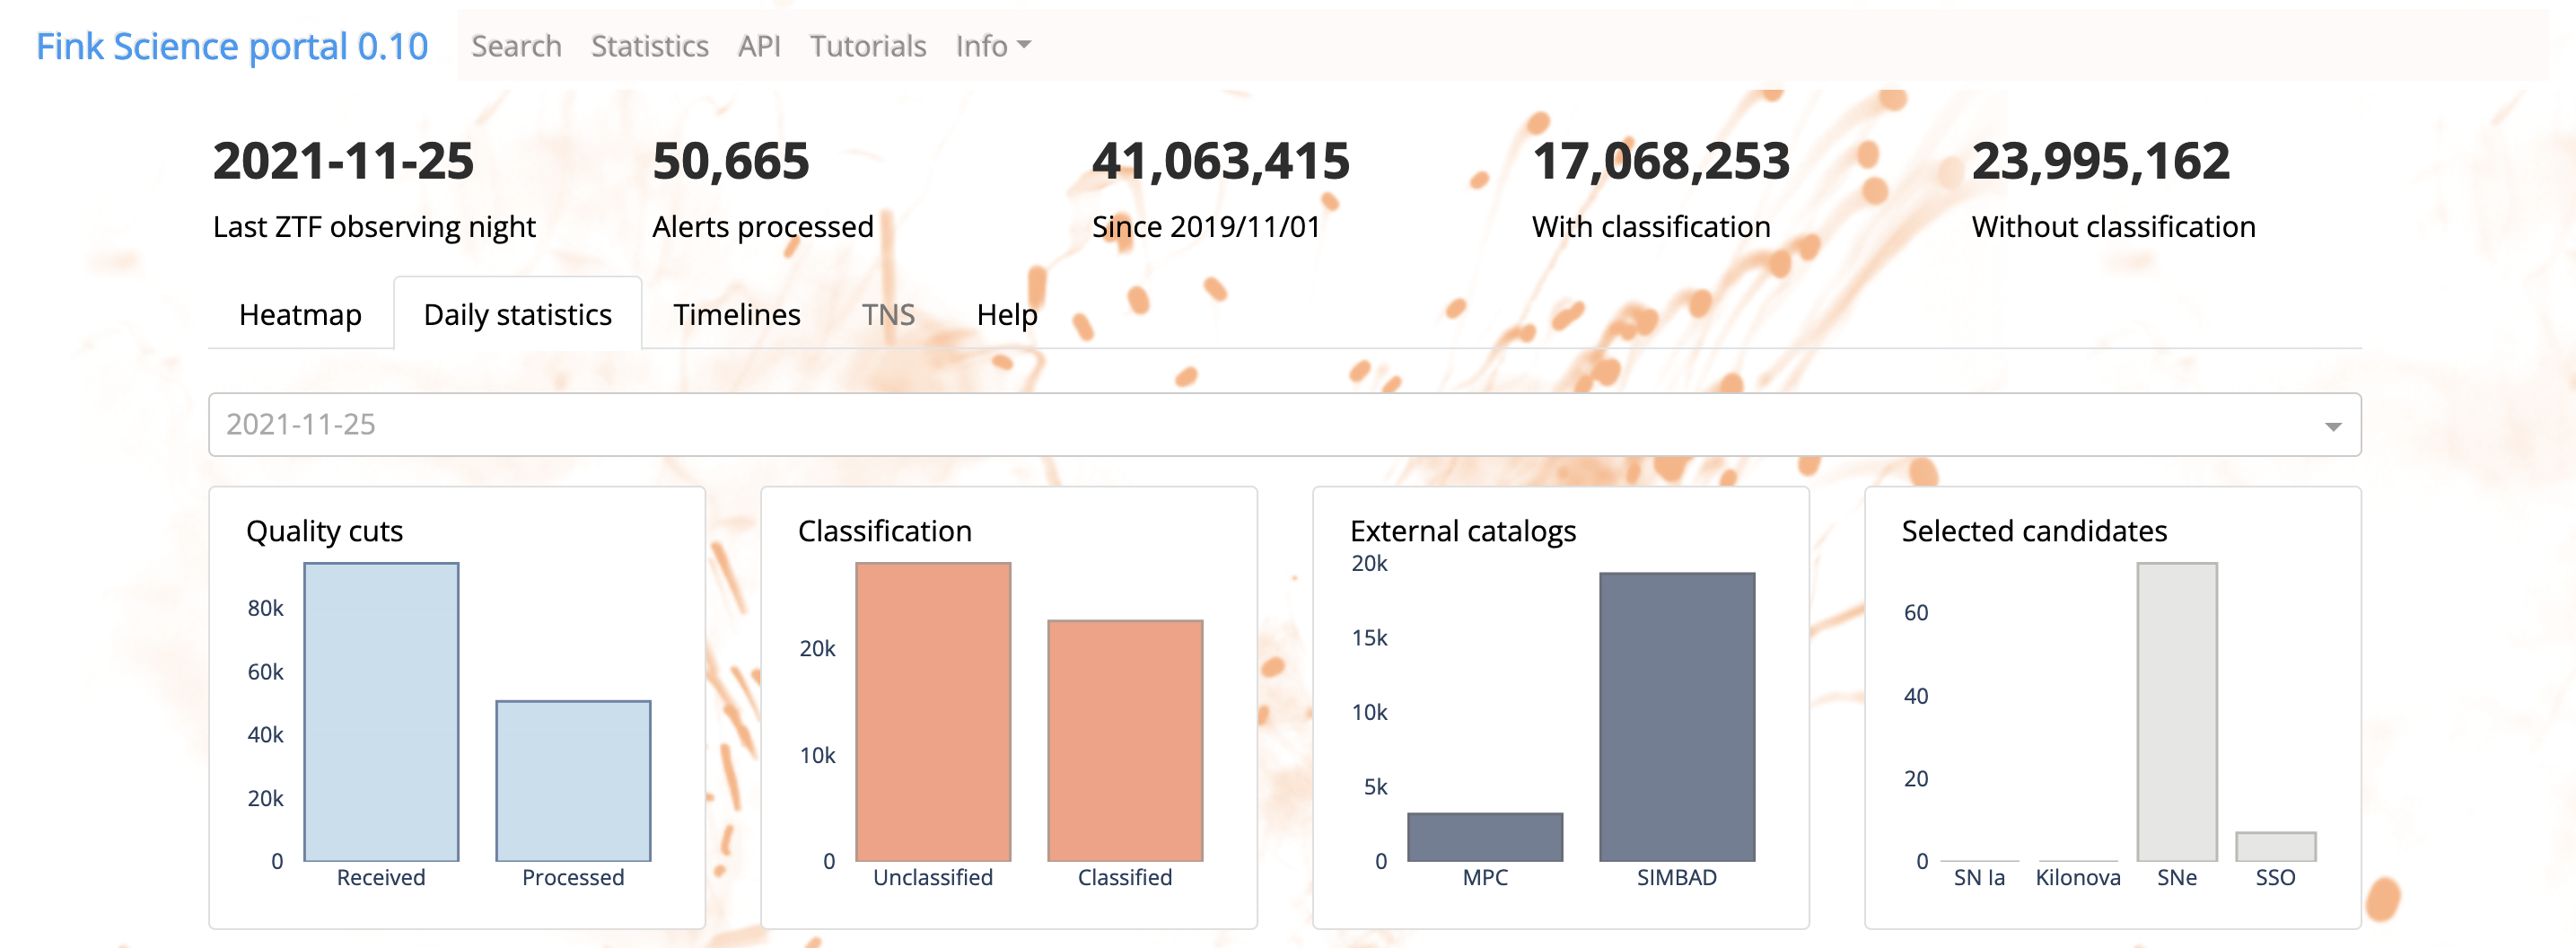 Fink Science portal 0.10 Search Statistics API Tutorials Info
2021-11-25 50,665 41,063,415 17,068,253 23,995,162
Last ZTF observing night Alerts processed Since 2019/11/01 With classification Without classification
Heatmap Daily statistics Timelines TNS Help
2021-11-25
Quality cuts
80k
60k
40k
20k
0
Received Processed
Classification
20k
10k
0
Unclassified Classified
External catalogs
20k
15k
10k
5k
0
MPC SIMBAD
Selected candidates
60
40
20
0
SN Ia Kilonova SNe SSO